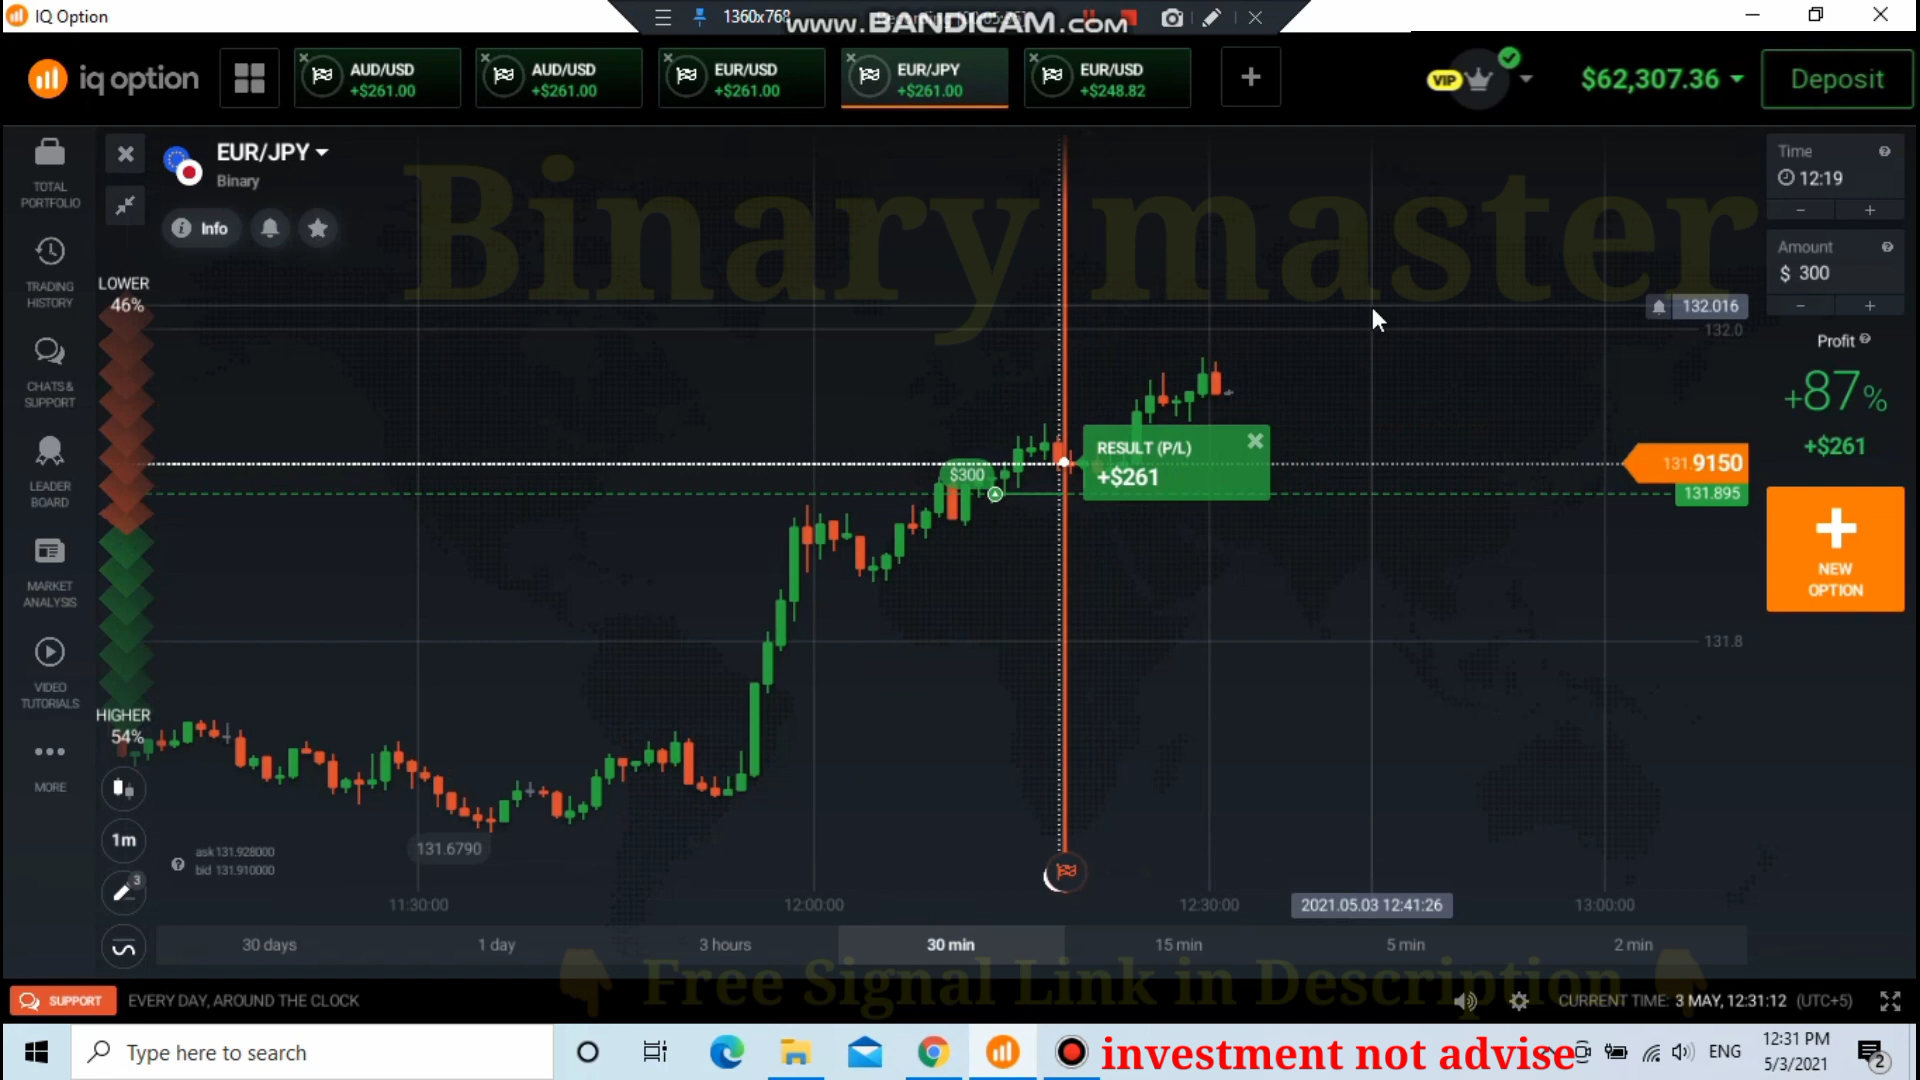 IQ Option
1360x768
www.BANDICAM.com
iq option
AUD/USD
+$261.00
AUD/USD
+$261.00
EUR/USD
+$261.00
EUR/JPY
+$261.00
EUR/USD
+$248.82
VIP
$62,307.36
Deposit
TOTAL
PORTFOLIO
TRADING
HISTORY
CHATS &
SUPPORT
LEADER
BOARD
MARKET
ANALYSIS
VIDEO
TUTORIALS
MORE
EUR/JPY
Binary
Info
LOWER
46%
HIGHER
54%
1m
3
ask 131.928000
bid 131.910000
131.6790
Binary master
$300
RESULT (P/L)
+$261
132.016
132.0
131.9150
131.895
131.8
Time
12:19
Amount
$ 300
Profit
+87%
+$261
NEW
OPTION
11:30:00
12:00:00
12:30:00
2021.05.03 12:41:26
13:00:00
30 days
1 day
3 hours
30 min
15 min
5 min
2 min
Free Signal Link in Description
SUPPORT
EVERY DAY, AROUND THE CLOCK
CURRENT TIME: 3 MAY, 12:31:12 (UTC+5)
Type here to search
investment not advise
ENG
12:31 PM
5/3/2021
2